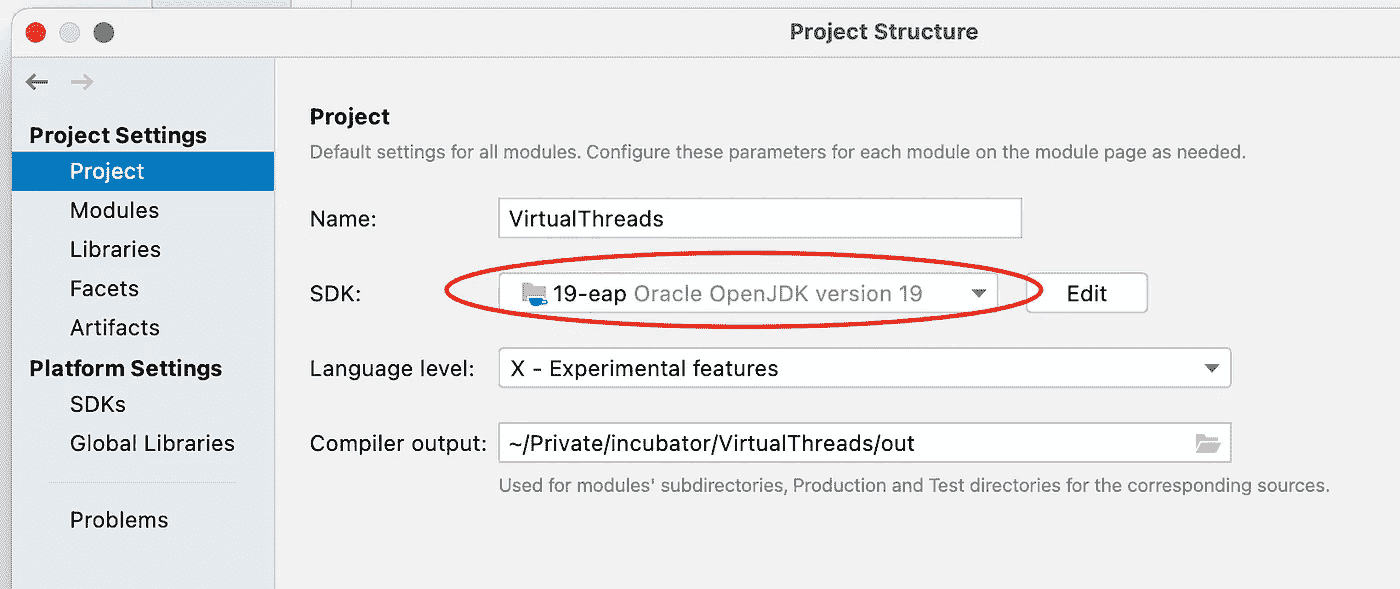 Project Structure
Project Settings
Project
Modules
Libraries
Facets
Artifacts
Platform Settings
SDKs
Global Libraries
Problems
Project
Default settings for all modules. Configure these parameters for each module on the module page as needed.
Name: VirtualThreads
SDK: 19-eap Oracle OpenJDK version 19 Edit
Language level: X - Experimental features
Compiler output: ~/Private/incubator/VirtualThreads/out
Used for modules' subdirectories, Production and Test directories for the corresponding sources.